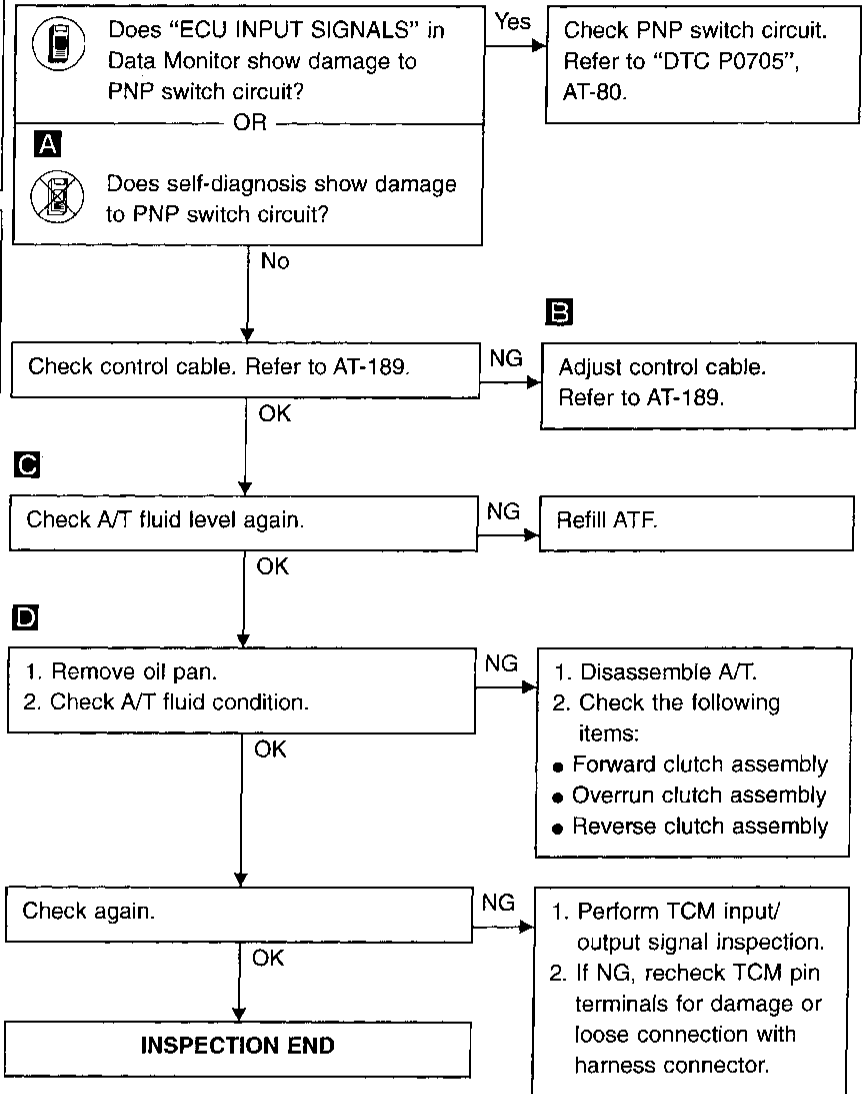 Does “ECU INPUT SIGNALS” in
Data Monitor show damage to
PNP switch circuit?
Yes
Check PNP switch circuit.
Refer to “DTC P0705”,
AT-80.
OR
A
Does self-diagnosis show damage
to PNP switch circuit?
No
B
Check control cable. Refer to AT-189.
NG
Adjust control cable.
Refer to AT-189.
OK
C
Check A/T fluid level again.
NG
Refill ATF.
OK
D
1. Remove oil pan.
2. Check A/T fluid condition.
NG
1. Disassemble A/T.
2. Check the following
items:
● Forward clutch assembly
● Overrun clutch assembly
● Reverse clutch assembly
OK
Check again.
NG
1. Perform TCM input/
output signal inspection.
2. If NG, recheck TCM pin
terminals for damage or
loose connection with
harness connector.
OK
INSPECTION END